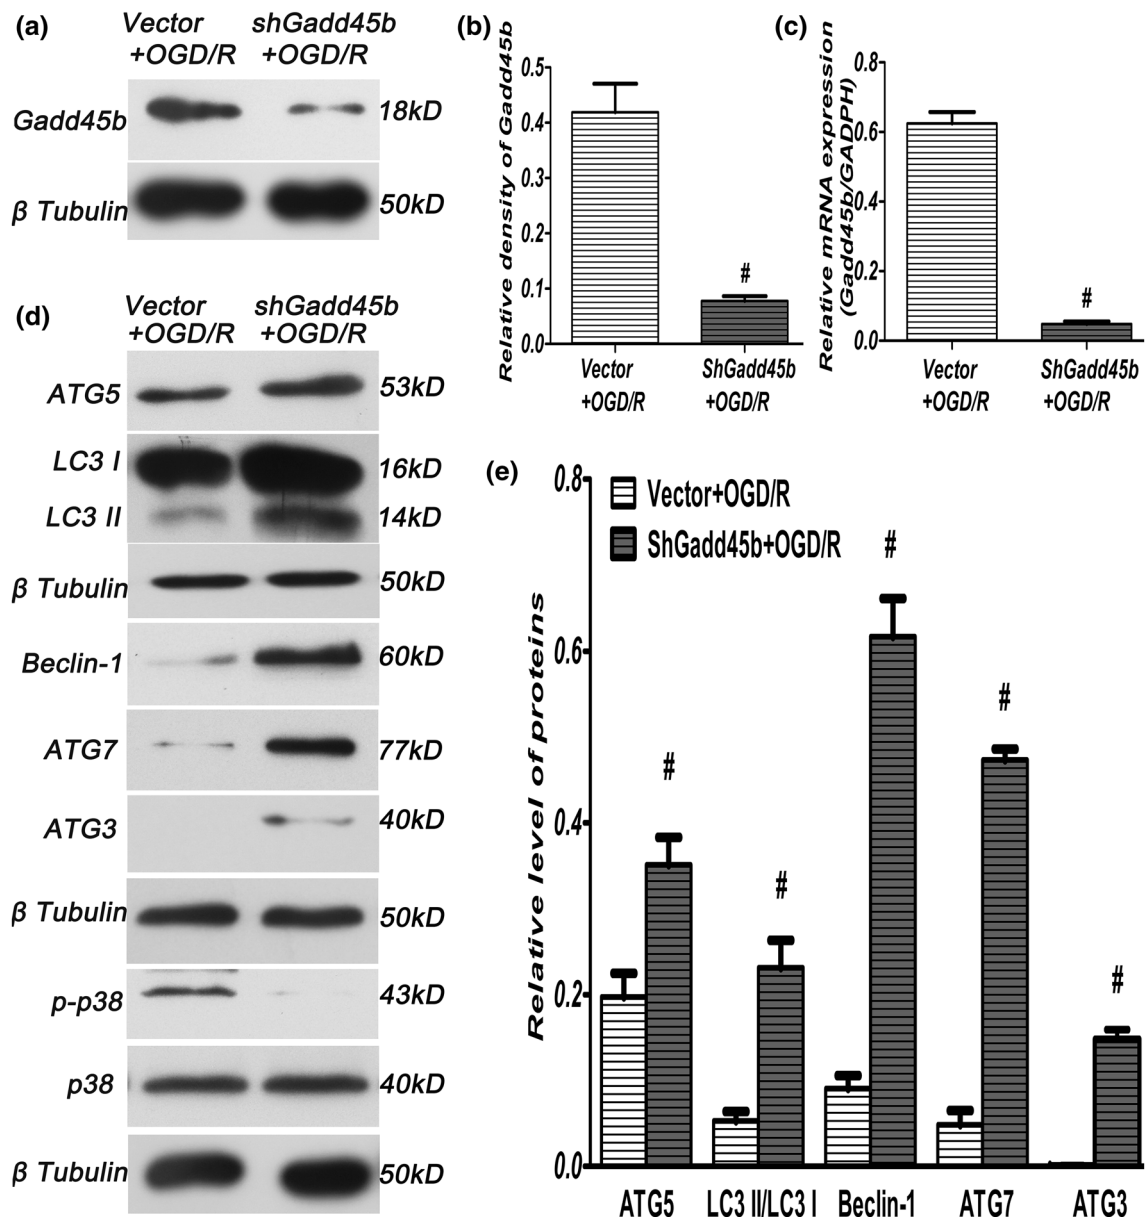 (a)
Vector
+OGD/R
shGadd45b
+OGD/R
Gadd45b
18kD
β Tubulin
50kD
(b)
Relative density of Gadd45b
0.5
0.4
0.3
0.2
0.1
0.0
#
Vector
+OGD/R
ShGadd45b
+OGD/R
(c)
Relative mRNA expression
(Gadd45b/GADPH)
0.8
0.6
0.4
0.2
0.0
#
Vector
+OGD/R
ShGadd45b
+OGD/R
(d)
Vector
+OGD/R
shGadd45b
+OGD/R
ATG5
53kD
LC3 I
16kD
LC3 II
14kD
β Tubulin
50kD
Beclin-1
60kD
ATG7
77kD
ATG3
40kD
β Tubulin
50kD
p-p38
43kD
p38
40kD
β Tubulin
50kD
(e)
Relative level of proteins
0.8
0.6
0.4
0.2
0.0
Vector+OGD/R
ShGadd45b+OGD/R
#
#
#
#
#
ATG5
LC3 II/LC3 I
Beclin-1
ATG7
ATG3